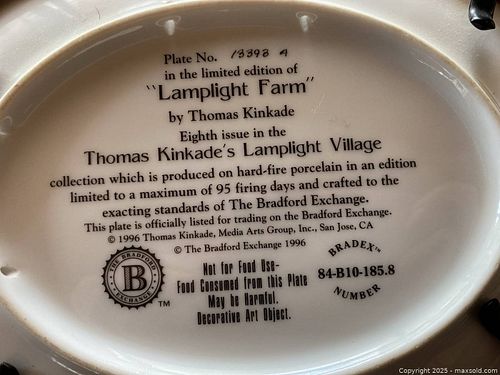 Plate No. 13393 A
in the limited edition of
"Lamplight Farm"
by Thomas Kinkade
Eighth issue in the
Thomas Kinkade's Lamplight Village
collection which is produced on hard-fire porcelain in an edition
limited to a maximum of 95 firing days and crafted to the
exacting standards of The Bradford Exchange.
This plate is officially listed for trading on the Bradford Exchange.
© 1996 Thomas Kinkade, Media Arts Group, Inc., San Jose, CA
© The Bradford Exchange 1996
THE BRADFORD
B
EXCHANGE
TM
Not for Food Use-
Food Consumed from this Plate
May be Harmful.
Decorative Art Object.
BRADEX™
84-B10-185.8
NUMBER
Copyright 2025 - maxsold.com